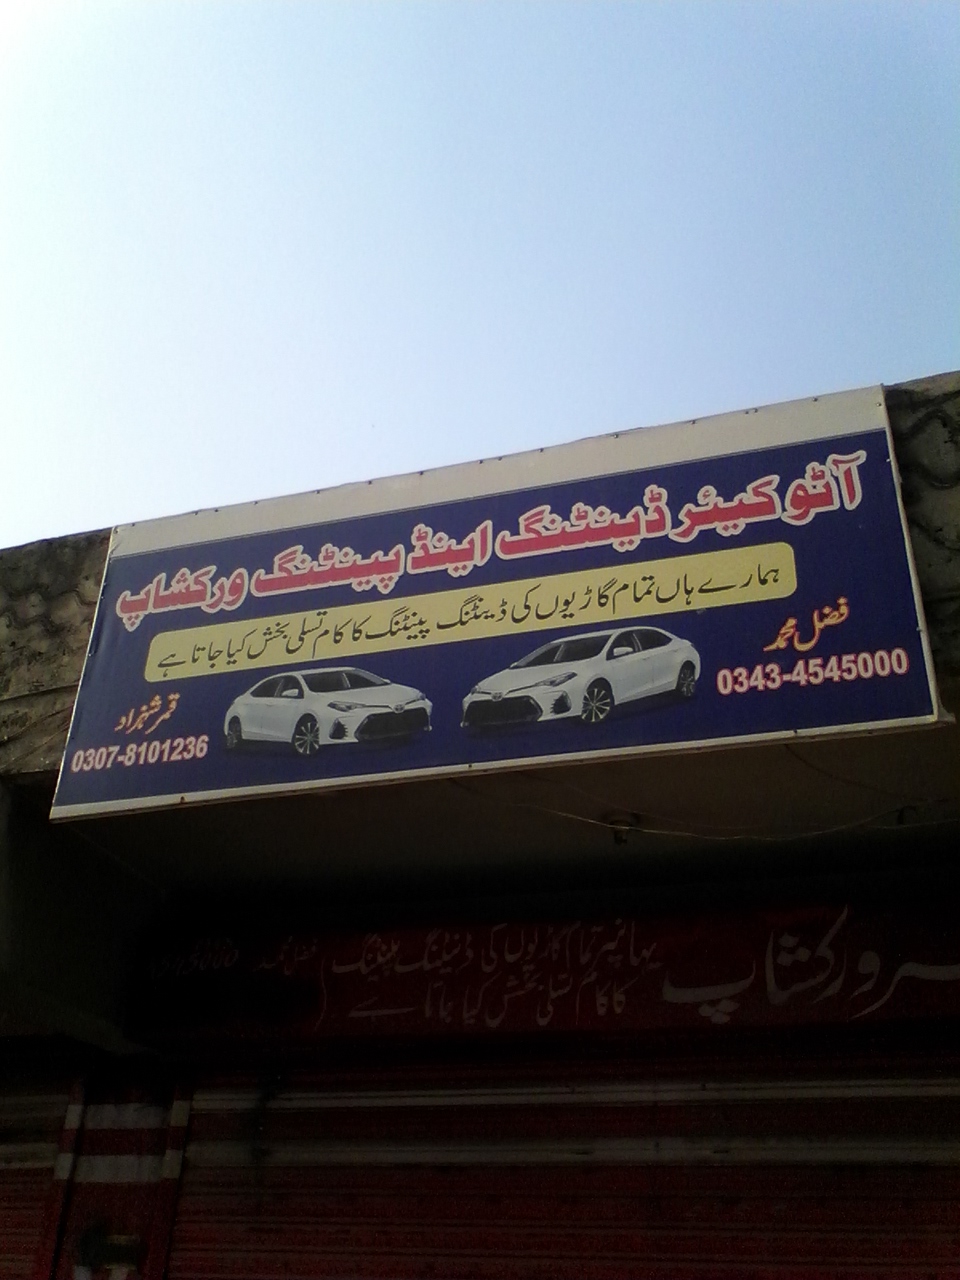 آٹو کیئر ڈینٹنگ اینڈ پینٹنگ ورکشاپ
ہمارے ہاں تمام گاڑیوں کی ڈینٹنگ پینٹنگ کا کام تسلی بخش کیا جاتا ہے
فضل محمد
0343-4545000
قمر شہزاد
0307-8101236
ورکشاپ
یہاں پر تمام گاڑیوں کی ڈینٹنگ پینٹنگ
کا کام تسلی بخش کیا جاتا ہے
فضل محمد